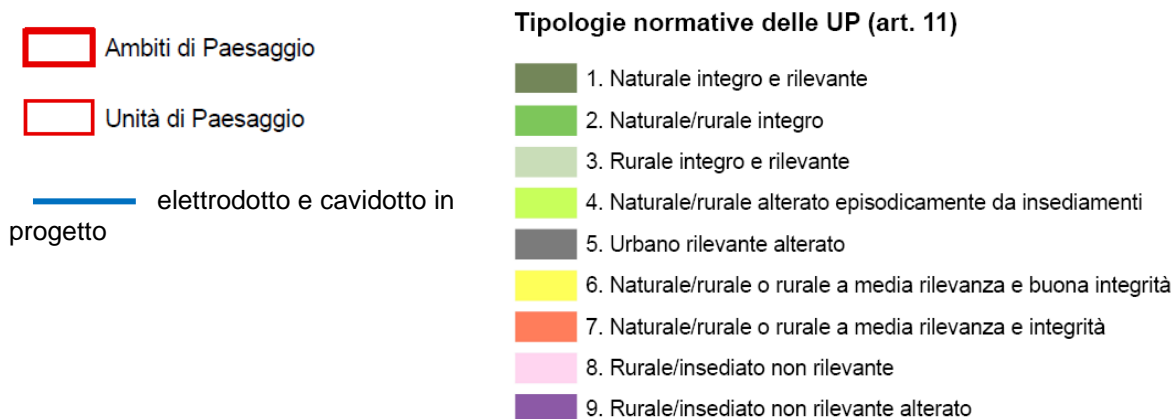 Ambiti di Paesaggio
Unità di Paesaggio
elettrodotto e cavidotto in
progetto
Tipologie normative delle UP (art. 11)
1. Naturale integro e rilevante
2. Naturale/rurale integro
3. Rurale integro e rilevante
4. Naturale/rurale alterato episodicamente da insediamenti
5. Urbano rilevante alterato
6. Naturale/rurale o rurale a media rilevanza e buona integrità
7. Naturale/rurale o rurale a media rilevanza e integrità
8. Rurale/insediato non rilevante
9. Rurale/insediato non rilevante alterato